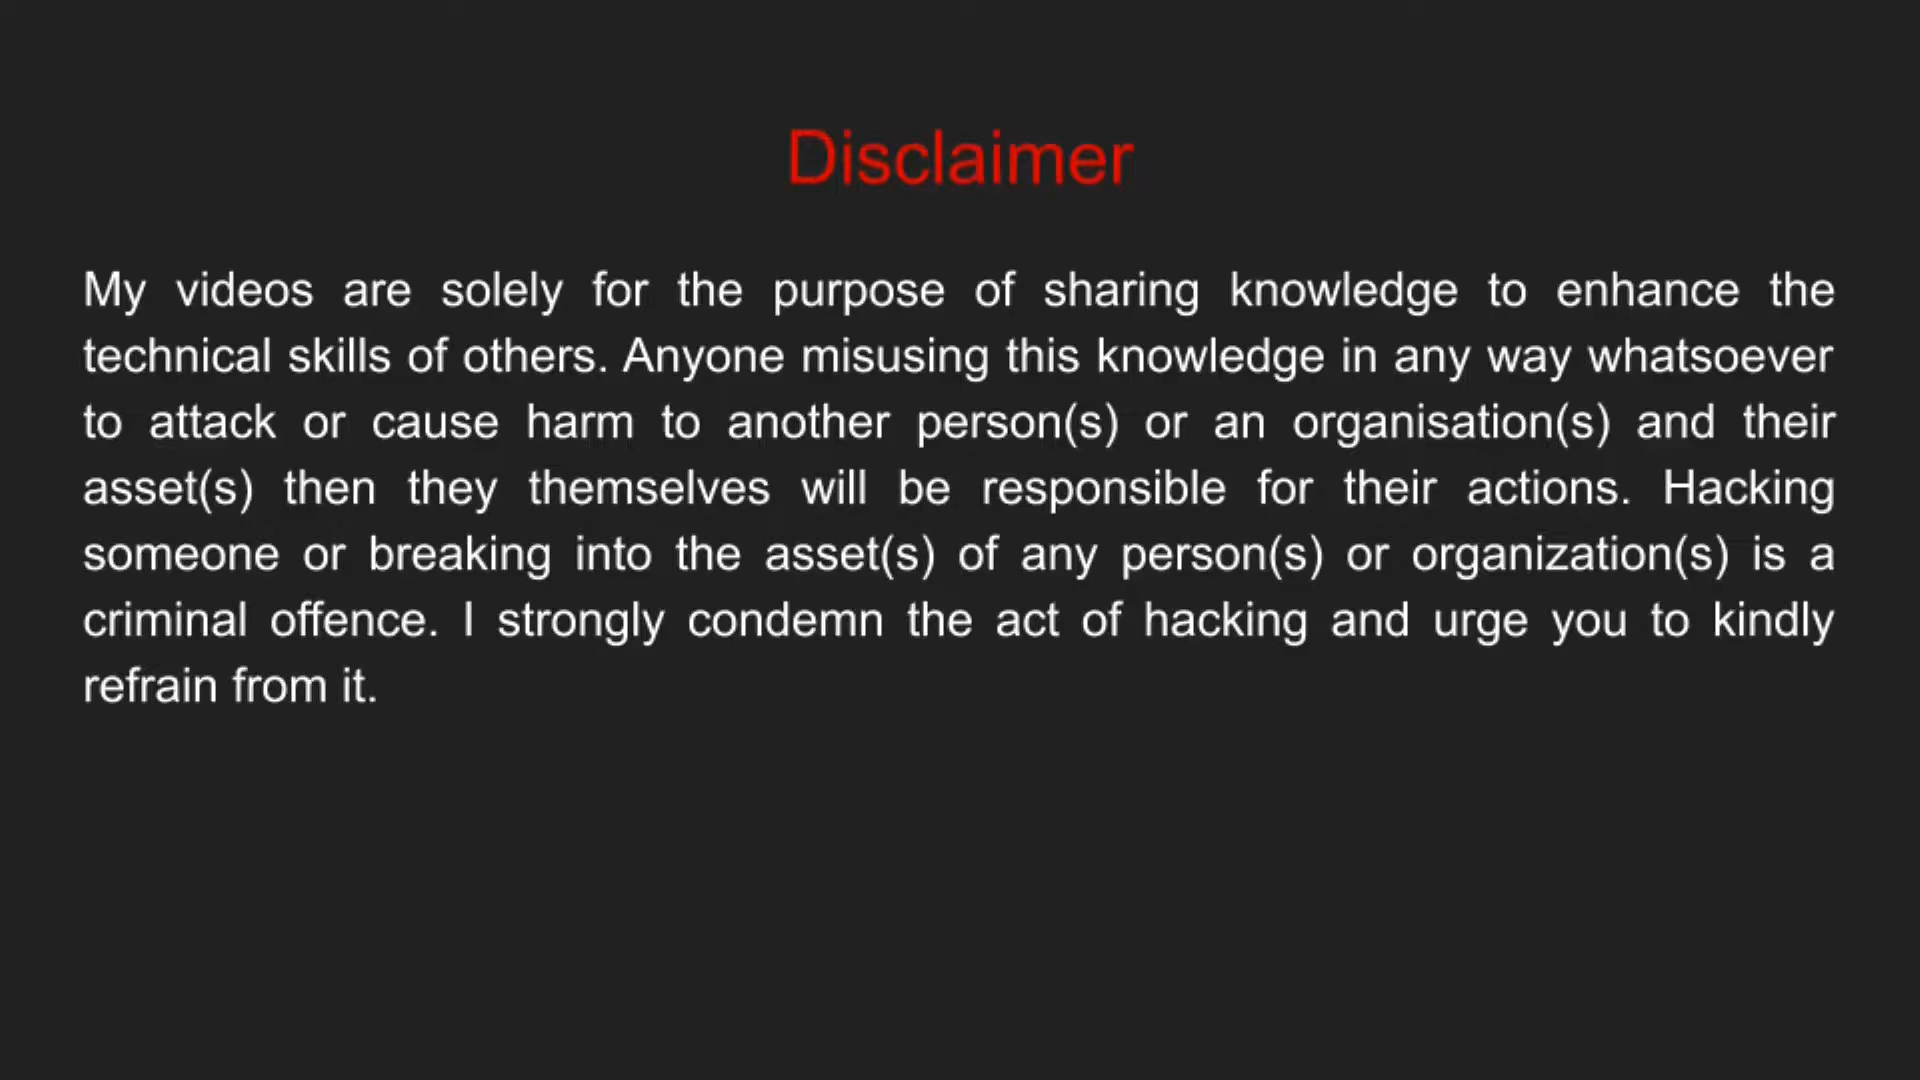 Disclaimer
My videos are solely for the purpose of sharing knowledge to enhance the
technical skills of others. Anyone misusing this knowledge in any way whatsoever
to attack or cause harm to another person(s) or an organisation(s) and their
asset(s) then they themselves will be responsible for their actions. Hacking
someone or breaking into the asset(s) of any person(s) or organization(s) is a
criminal offence. I strongly condemn the act of hacking and urge you to kindly
refrain from it.